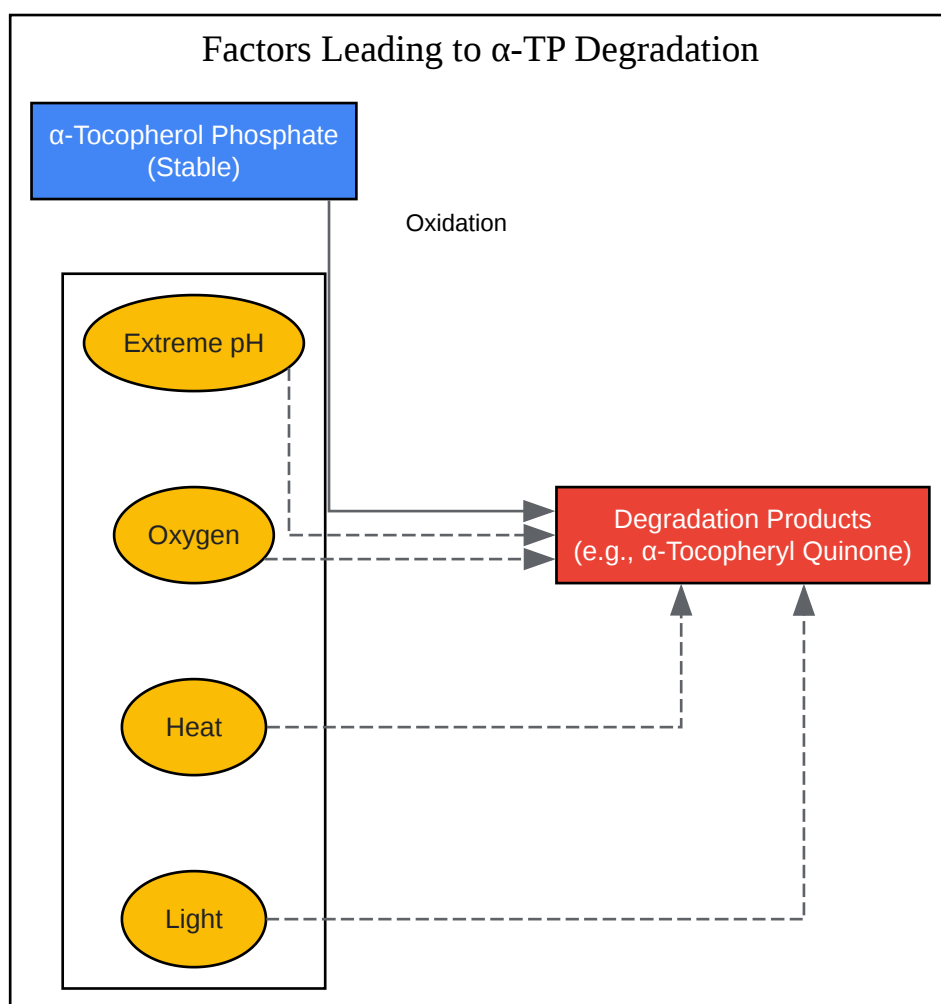 Factors Leading to α-TP Degradation
α-Tocopherol Phosphate
(Stable)
Oxidation
Extreme pH
Oxygen
Degradation Products
(e.g., α-Tocopheryl Quinone)
Heat
Light